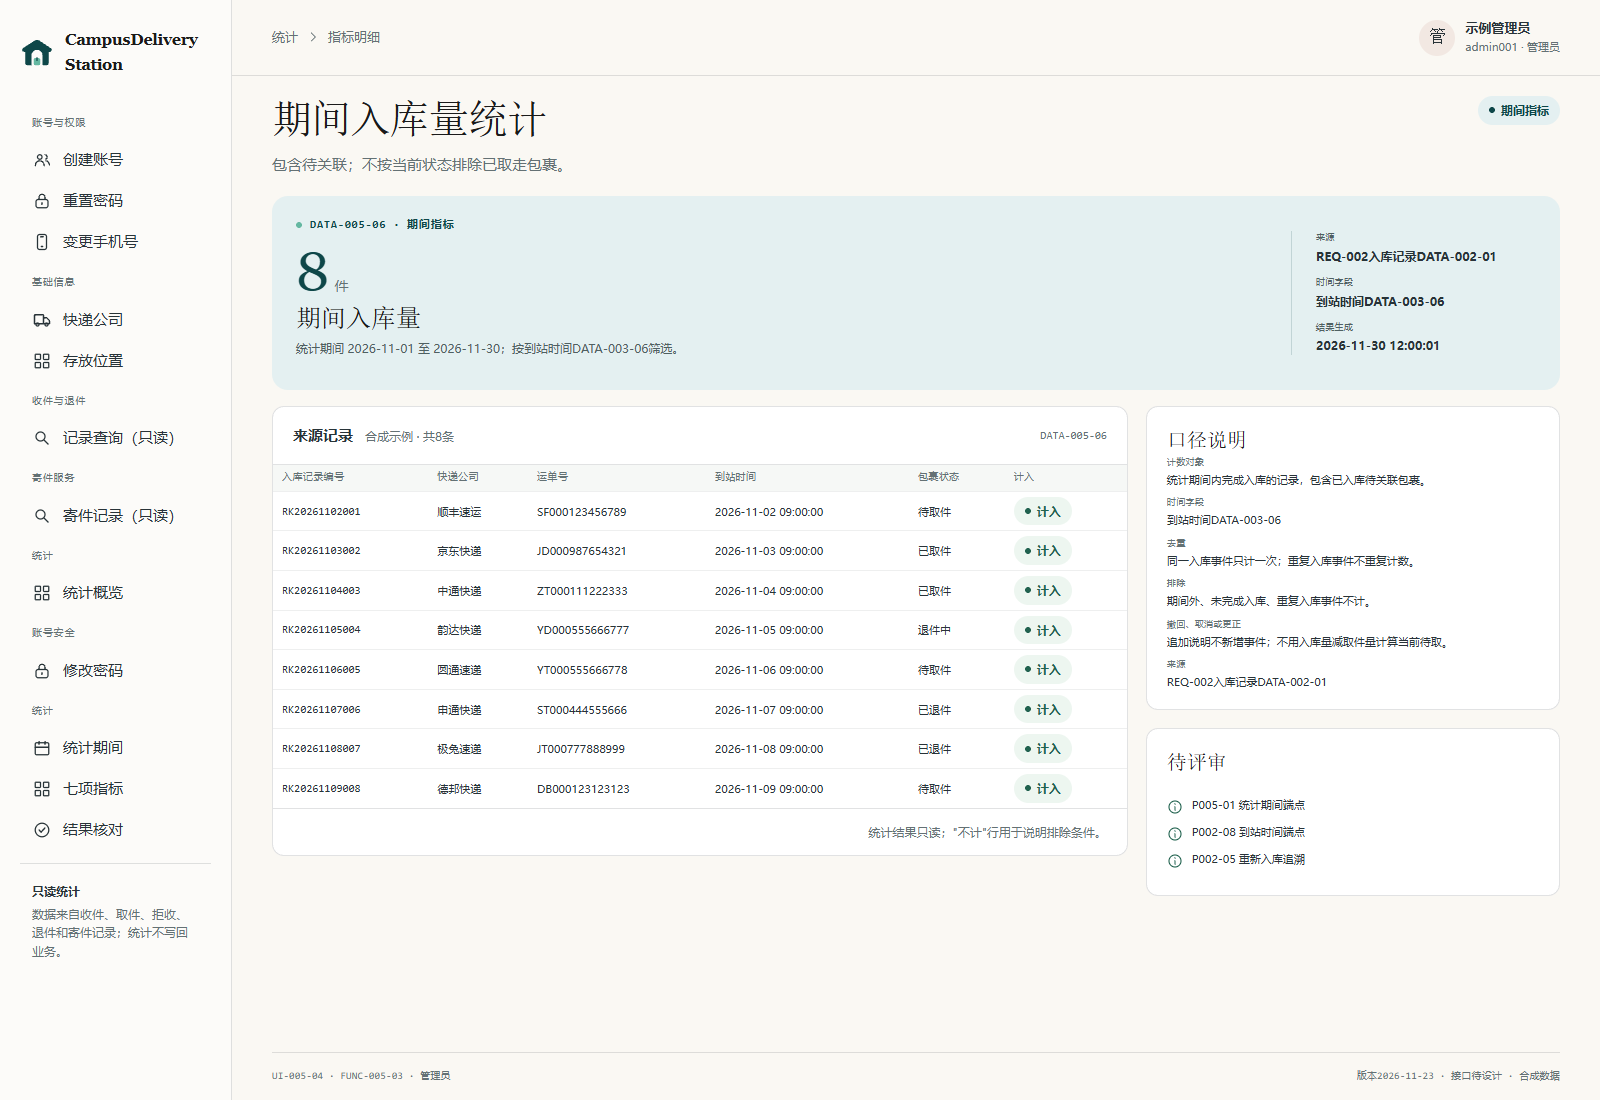 CampusDelivery
Station
账号与权限
创建账号
重置密码
变更手机号
基础信息
快递公司
存放位置
收件与退件
记录查询（只读）
寄件服务
寄件记录（只读）
统计
统计概览
账号安全
修改密码
统计
统计期间
七项指标
结果核对
只读统计
数据来自收件、取件、拒收、
退件和寄件记录；统计不写回
业务。
统计 > 指标明细
管
示例管理员
admin001 · 管理员
期间入库量统计
期间指标
包含待关联；不按当前状态排除已取走包裹。
DATA-005-06 · 期间指标
8 件
期间入库量
统计期间 2026-11-01 至 2026-11-30；按到站时间DATA-003-06筛选。
来源
REQ-002入库记录DATA-002-01
时间字段
到站时间DATA-003-06
结果生成
2026-11-30 12:00:01
来源记录 合成示例 · 共8条 DATA-005-06
入库记录编号 快递公司 运单号 到站时间 包裹状态 计入
RK20261102001 顺丰速运 SF000123456789 2026-11-02 09:00:00 待取件 计入
RK20261103002 京东快递 JD000987654321 2026-11-03 09:00:00 已取件 计入
RK20261104003 中通快递 ZT000111222333 2026-11-04 09:00:00 已取件 计入
RK20261105004 韵达快递 YD000555666777 2026-11-05 09:00:00 退件中 计入
RK20261106005 圆通速递 YT000555666778 2026-11-06 09:00:00 待取件 计入
RK20261107006 申通快递 ST000444555666 2026-11-07 09:00:00 已退件 计入
RK20261108007 极兔速递 JT000777888999 2026-11-08 09:00:00 已退件 计入
RK20261109008 德邦快递 DB000123123123 2026-11-09 09:00:00 待取件 计入
统计结果只读；"不计"行用于说明排除条件。
口径说明
计数对象
统计期间内完成入库的记录，包含已入库待关联包裹。
时间字段
到站时间DATA-003-06
去重
同一入库事件只计一次；重复入库事件不重复计数。
排除
期间外、未完成入库、重复入库事件不计。
撤回、取消或更正
追加说明不新增事件；不用入库量减取件量计算当前待取。
来源
REQ-002入库记录DATA-002-01
待评审
P005-01 统计期间端点
P002-08 到站时间端点
P002-05 重新入库追溯
UI-005-04 · FUNC-005-03 · 管理员
版本2026-11-23 · 接口待设计 · 合成数据